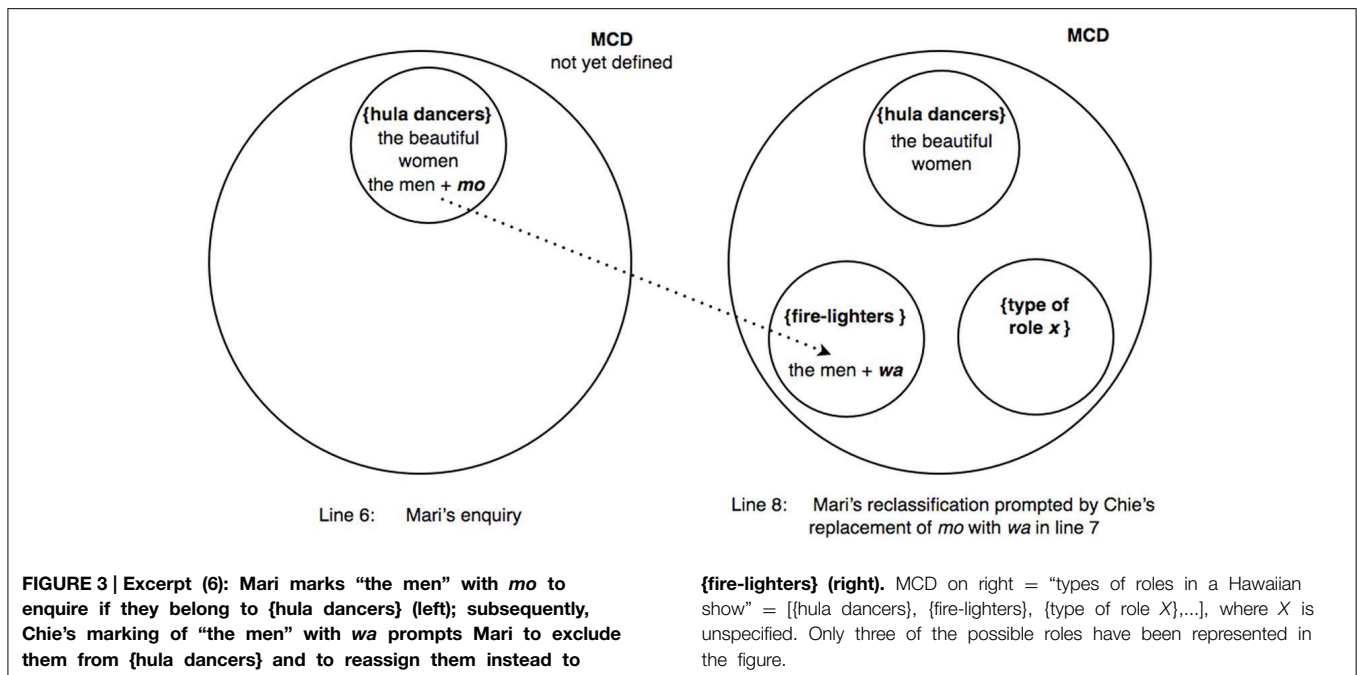 MCD
not yet defined
{hula dancers}
the beautiful
women
the men + mo
Line 6: Mari's enquiry
MCD
{hula dancers}
the beautiful
women
{fire-lighters }
the men + wa
{type of
role x }
Line 8: Mari's reclassification prompted by Chie's
replacement of mo with wa in line 7
FIGURE 3 | Excerpt (6): Mari marks “the men” with mo to
enquire if they belong to {hula dancers} (left); subsequently,
Chie's marking of “the men” with wa prompts Mari to exclude
them from {hula dancers} and to reassign them instead to
{fire-lighters} (right). MCD on right = “types of roles in a Hawaiian
show” = [{hula dancers}, {fire-lighters}, {type of role X},...], where X is
unspecified. Only three of the possible roles have been represented in
the figure.